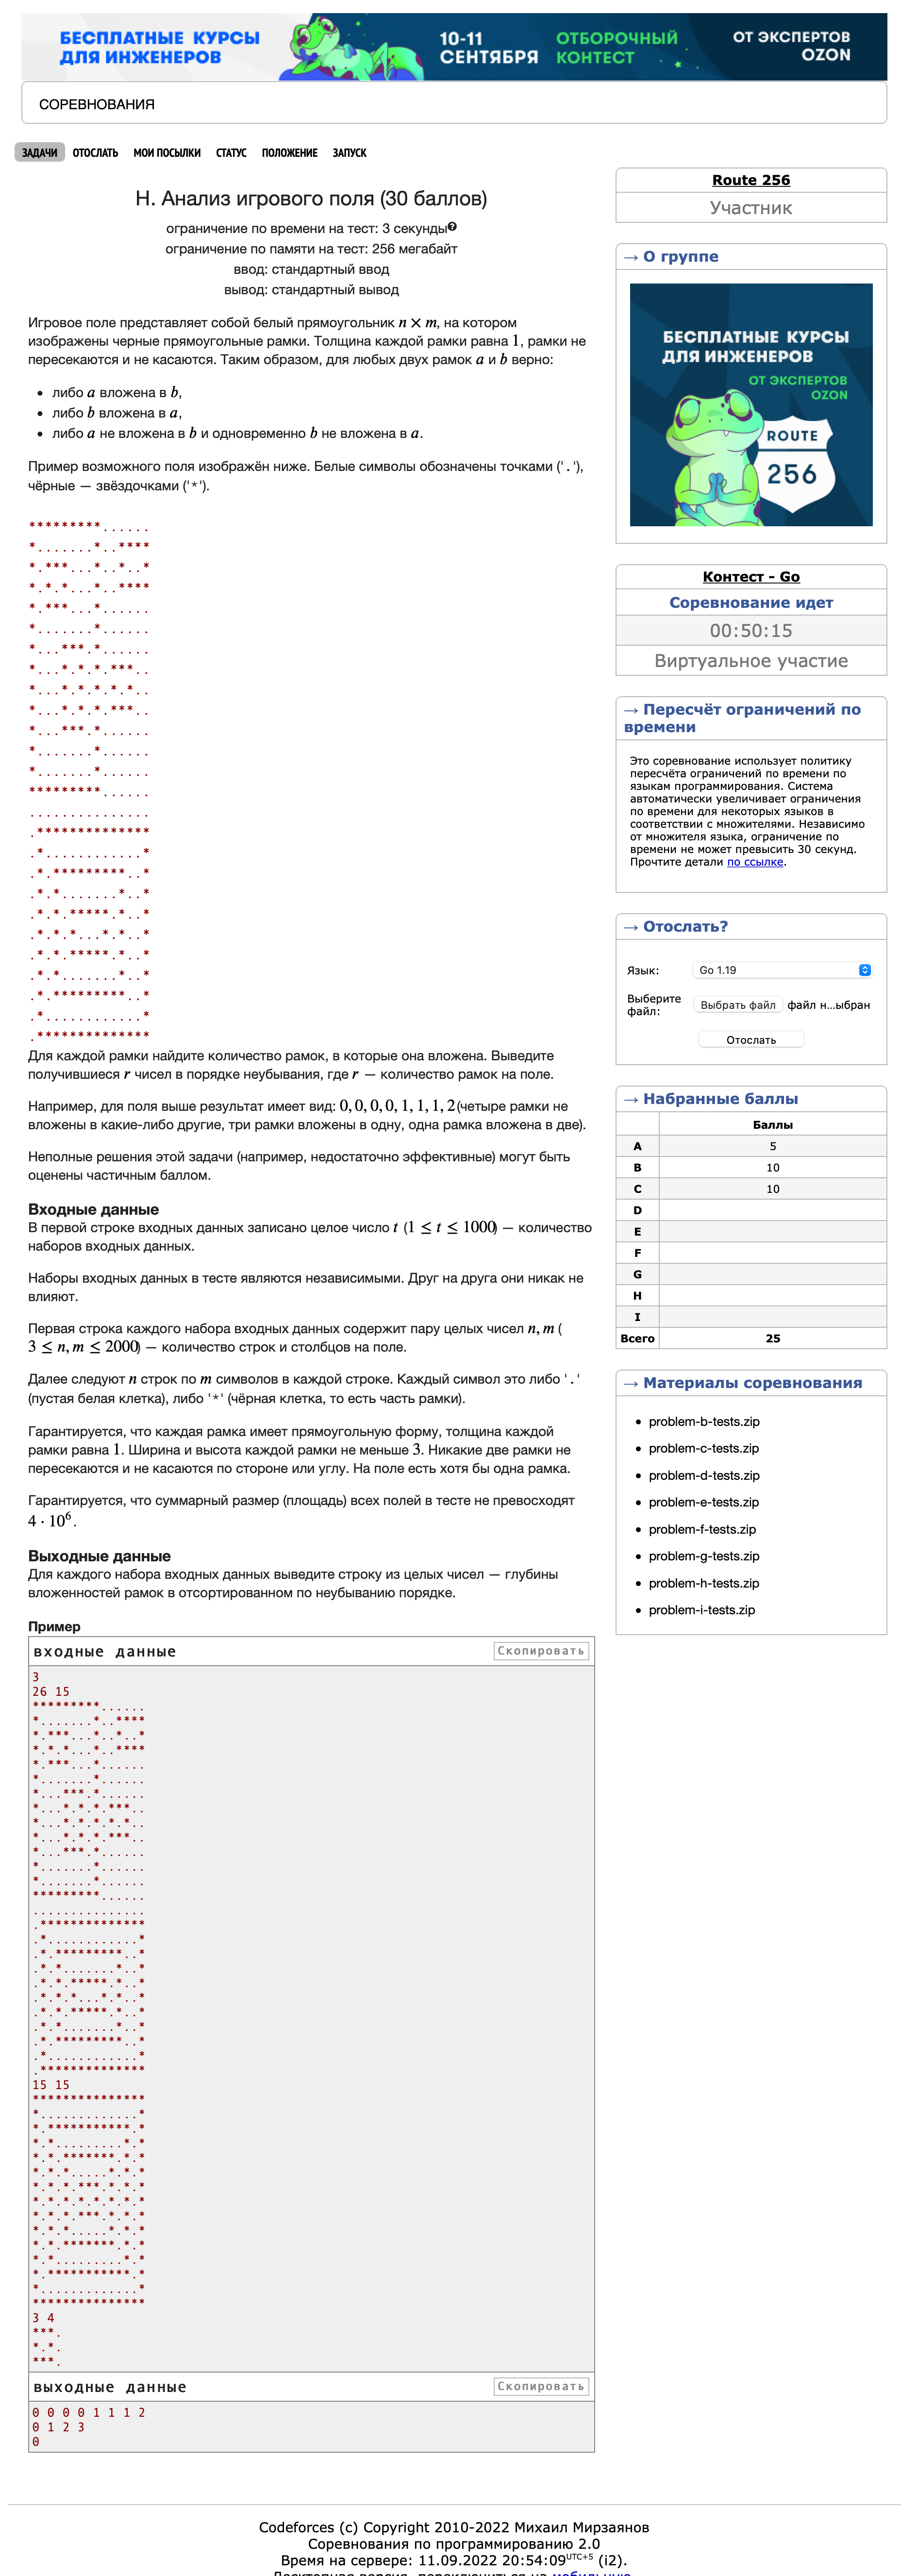 БЕСПЛАТНЫЕ КУРСЫ
ДЛЯ ИНЖЕНЕРОВ
10-11
СЕНТЯБРЯ
ОТБОРОЧНЫЙ
КОНТЕСТ
ОТ ЭКСПЕРТОВ
OZON
СОРЕВНОВАНИЯ
ЗАДАЧИ ОТОСЛАТЬ МОИ ПОСЫЛКИ СТАТУС ПОЛОЖЕНИЕ ЗАПУСК
H. Анализ игрового поля (30 баллов)
ограничение по времени на тест: 3 секунды?
ограничение по памяти на тест: 256 мегабайт
ввод: стандартный ввод
вывод: стандартный вывод
Игровое поле представляет собой белый прямоугольник n × m, на котором
изображены черные прямоугольные рамки. Толщина каждой рамки равна 1, рамки не
пересекаются и не касаются. Таким образом, для любых двух рамок a и b верно:
• либо a вложена в b,
• либо b вложена в a,
• либо a не вложена в b и одновременно b не вложена в a.
Пример возможного поля изображён ниже. Белые символы обозначены точками ('.'),
чёрные — звёздочками ('*').
*********......
*.......*..****
*.***...*..*..*
*.*.*...*..****
*.***...*......
*.......*......
*...***.*......
*...*.*.*.***..
*...*.*.*.*.*..
*...*.*.*.***..
*...***.*......
*.......*......
*.......*......
*********......
...............
.**************
.*............*
.*.*********..*
.*.*.......*..*
.*.*.*****.*..*
.*.*.*...*.*..*
.*.*.*****.*..*
.*.*.......*..*
.*.*********..*
.*............*
.**************
Для каждой рамки найдите количество рамок, в которые она вложена. Выведите
получившиеся r чисел в порядке неубывания, где r — количество рамок на поле.
Например, для поля выше результат имеет вид: 0, 0, 0, 0, 1, 1, 1, 2 (четыре рамки не
вложены в какие-либо другие, три рамки вложены в одну, одна рамка вложена в две).
Неполные решения этой задачи (например, недостаточно эффективные) могут быть
оценены частичным баллом.
Входные данные
В первой строке входных данных записано целое число t (1 ≤ t ≤ 1000) — количество
наборов входных данных.
Наборы входных данных в тесте являются независимыми. Друг на друга они никак не
влияют.
Первая строка каждого набора входных данных содержит пару целых чисел n, m (
3 ≤ n, m ≤ 2000) — количество строк и столбцов на поле.
Далее следуют n строк по m символов в каждой строке. Каждый символ это либо '.'
(пустая белая клетка), либо '*' (чёрная клетка, то есть часть рамки).
Гарантируется, что каждая рамка имеет прямоугольную форму, толщина каждой
рамки равна 1. Ширина и высота каждой рамки не меньше 3. Никакие две рамки не
пересекаются и не касаются по стороне или углу. На поле есть хотя бы одна рамка.
Гарантируется, что суммарный размер (площадь) всех полей в тесте не превосходят
4 · 10⁶.
Выходные данные
Для каждого набора входных данных выведите строку из целых чисел — глубины
вложенностей рамок в отсортированном по неубыванию порядке.
Пример
входные данные Скопировать
3
26 15
*********......
*.......*..****
*.***...*..*..*
*.*.*...*..****
*.***...*......
*.......*......
*...***.*......
*...*.*.*.***..
*...*.*.*.*.*..
*...*.*.*.***..
*...***.*......
*.......*......
*.......*......
*********......
...............
.**************
.*............*
.*.*********..*
.*.*.......*..*
.*.*.*****.*..*
.*.*.*...*.*..*
.*.*.*****.*..*
.*.*.......*..*
.*.*********..*
.*............*
.**************
15 15
***************
*.............*
*.***********.*
*.*.........*.*
*.*.*******.*.*
*.*.*.....*.*.*
*.*.*.***.*.*.*
*.*.*.*.*.*.*.*
*.*.*.***.*.*.*
*.*.*.....*.*.*
*.*.*******.*.*
*.*.........*.*
*.***********.*
*.............*
***************
3 4
***.
*.*.
***.
выходные данные Скопировать
0 0 0 0 1 1 1 2
0 1 2 3
0
Route 256
Участник
→ О группе
БЕСПЛАТНЫЕ КУРСЫ
ДЛЯ ИНЖЕНЕРОВ
ОТ ЭКСПЕРТОВ
OZON
ROUTE
256
Контест - Go
Соревнование идет
00:50:15
Виртуальное участие
→ Пересчёт ограничений по
времени
Это соревнование использует политику
пересчёта ограничений по времени по
языкам программирования. Система
автоматически увеличивает ограничения
по времени для некоторых языков в
соответствии с множителями. Независимо
от множителя языка, ограничение по
времени не может превысить 30 секунд.
Прочтите детали по ссылке.
→ Отослать?
Язык: Go 1.19
Выберите
файл: Выбрать файл файл н...ыбран
Отослать
→ Набранные баллы
Баллы
A 5
B 10
C 10
D
E
F
G
H
I
Всего 25
→ Материалы соревнования
• problem-b-tests.zip
• problem-c-tests.zip
• problem-d-tests.zip
• problem-e-tests.zip
• problem-f-tests.zip
• problem-g-tests.zip
• problem-h-tests.zip
• problem-i-tests.zip
Codeforces (c) Copyright 2010-2022 Михаил Мирзаянов
Соревнования по программированию 2.0
Время на сервере: 11.09.2022 20:54:09 UTC+5 (i2).
Десктопная версия, переключиться на мобильную